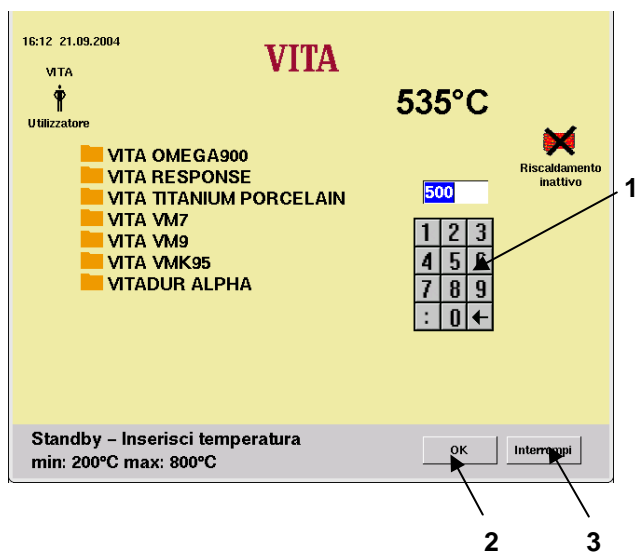 16:12 21.09.2004
VITA
VITA
Utilizzatore
535°C
Riscaldamento
inattivo
VITA OMEGA900
VITA RESPONSE
VITA TITANIUM PORCELAIN
VITA VM7
VITA VM9
VITA VMK95
VITADUR ALPHA
500
1
1 2 3
4 5 6
7 8 9
: 0 ←
Standby – Inserisci temperatura
min: 200°C max: 800°C
OK
Interrompi
2
3